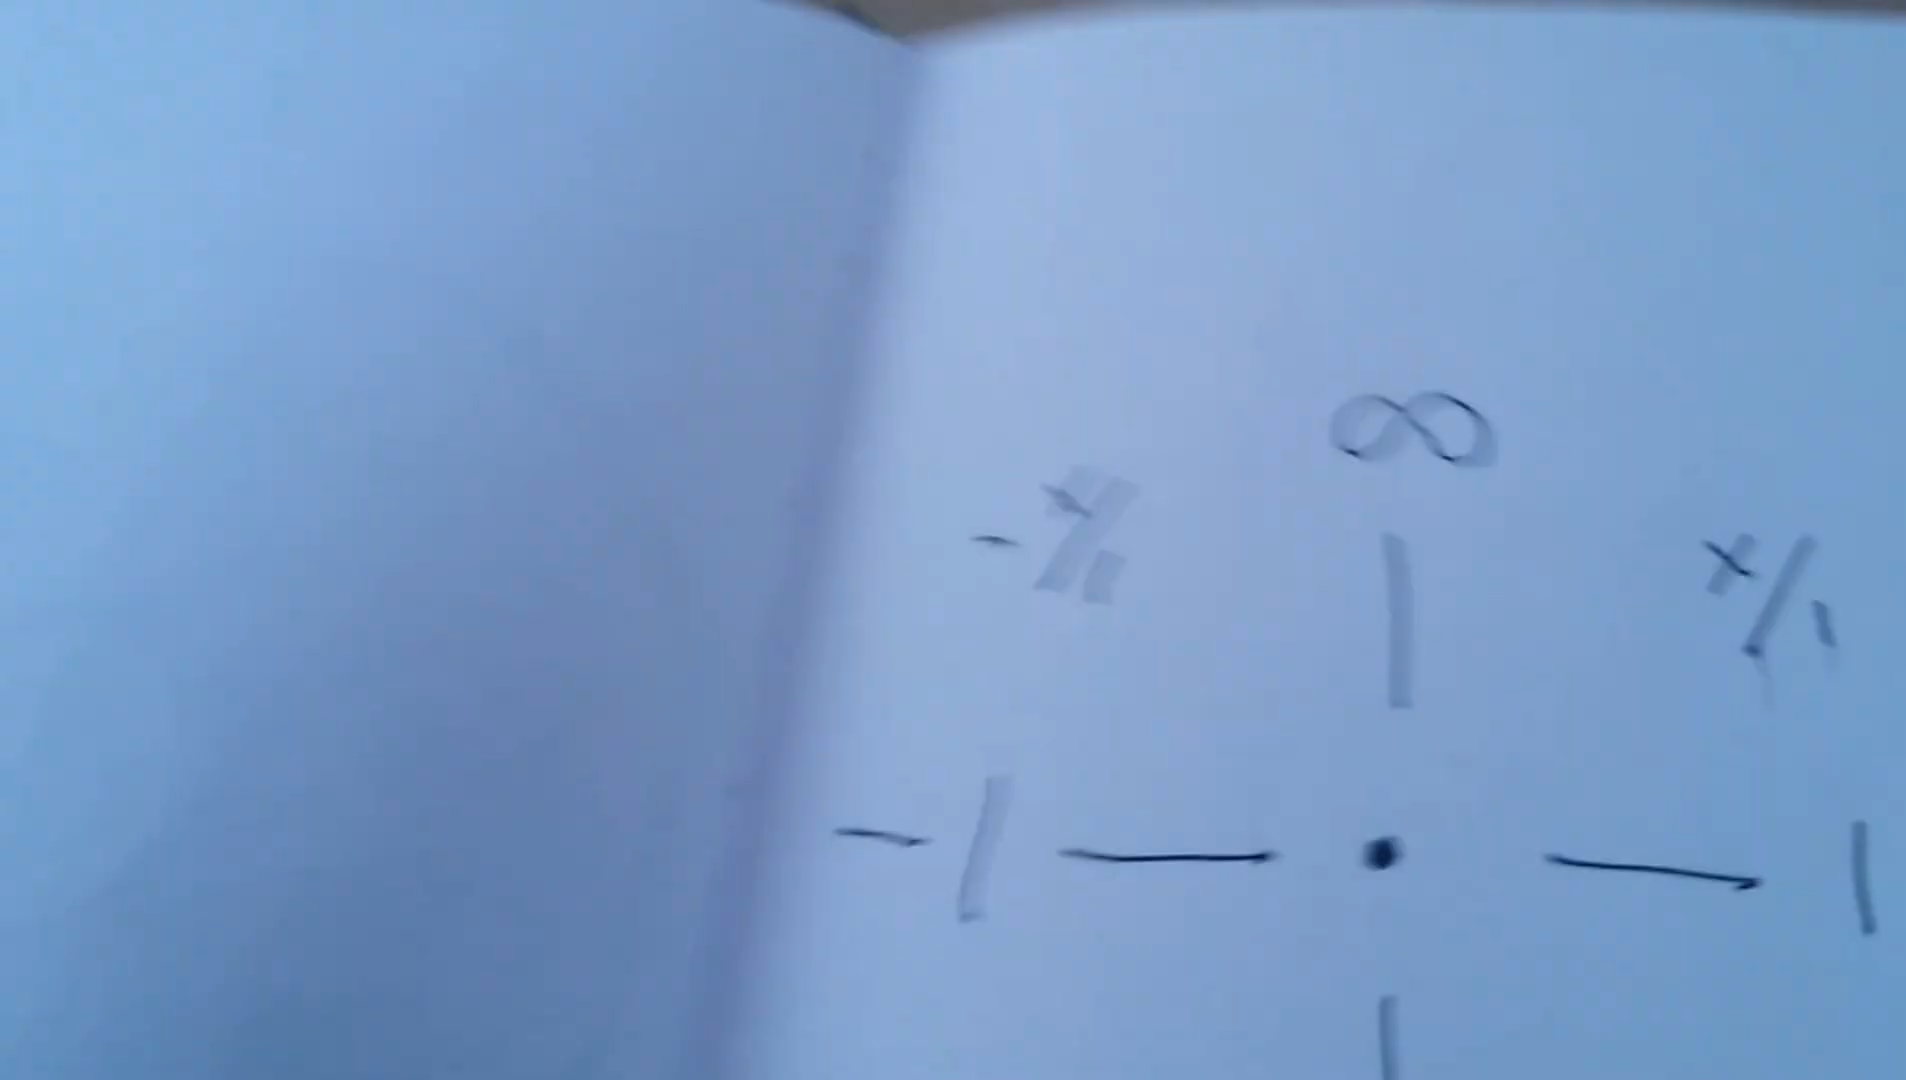 ∞
-x/1 x/1
-1 — • — 1